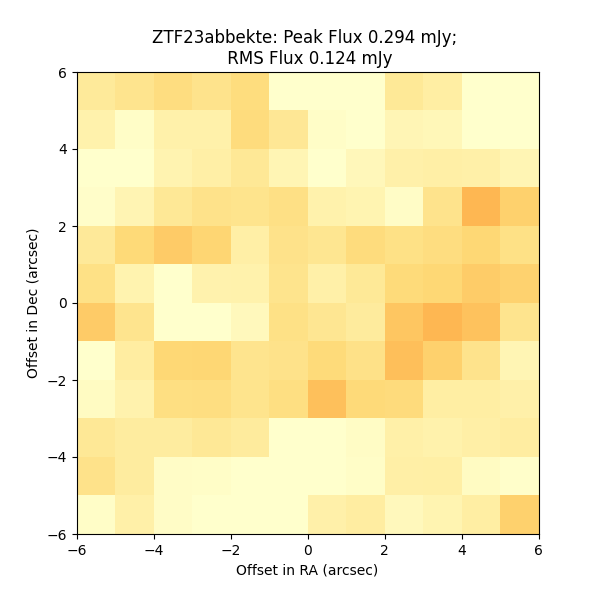 ZTF23abbekte: Peak Flux 0.294 mJy;
RMS Flux 0.124 mJy
6
4
2
0
−2
−4
−6
Offset in Dec (arcsec)
−6 −4 −2 0 2 4 6
Offset in RA (arcsec)